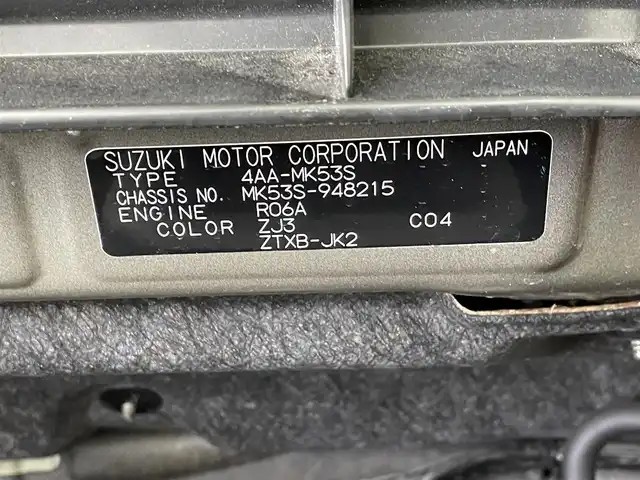 SUZUKI MOTOR CORPORATION JAPAN
TYPE 4AA-MK53S
CHASSIS NO. MK53S-948215
ENGINE R06A
COLOR ZJ3 C04
ZTXB-JK2